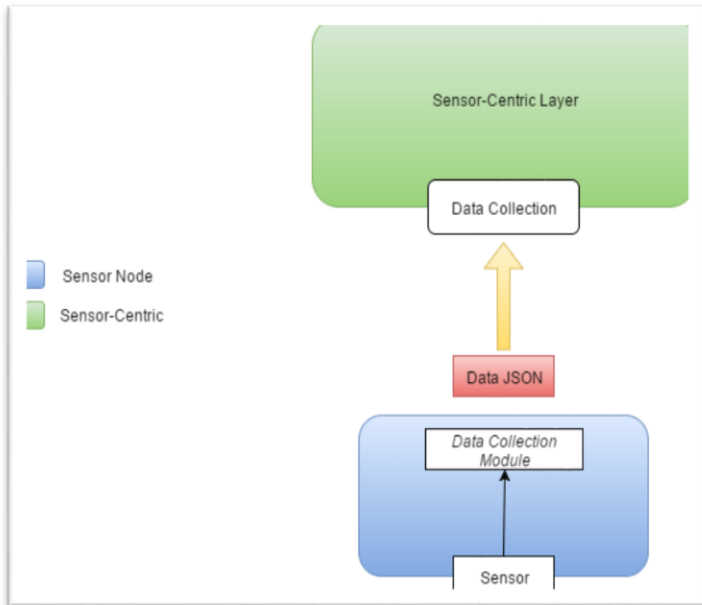 Sensor-Centric Layer
Data Collection
Sensor Node
Sensor-Centric
Data JSON
Data Collection
Module
Sensor